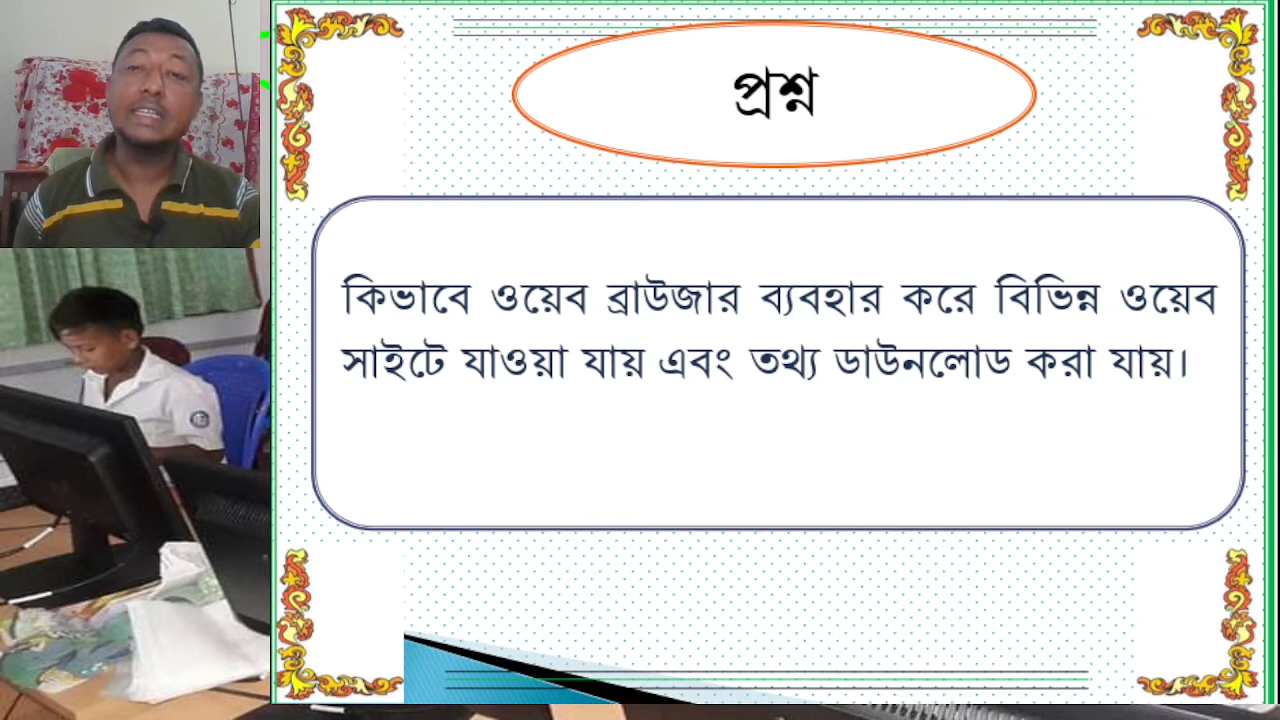 প্রশ্ন
কিভাবে ওয়েব ব্রাউজার ব্যবহার করে বিভিন্ন ওয়েব
সাইটে যাওয়া যায় এবং তথ্য ডাউনলোড করা যায়।